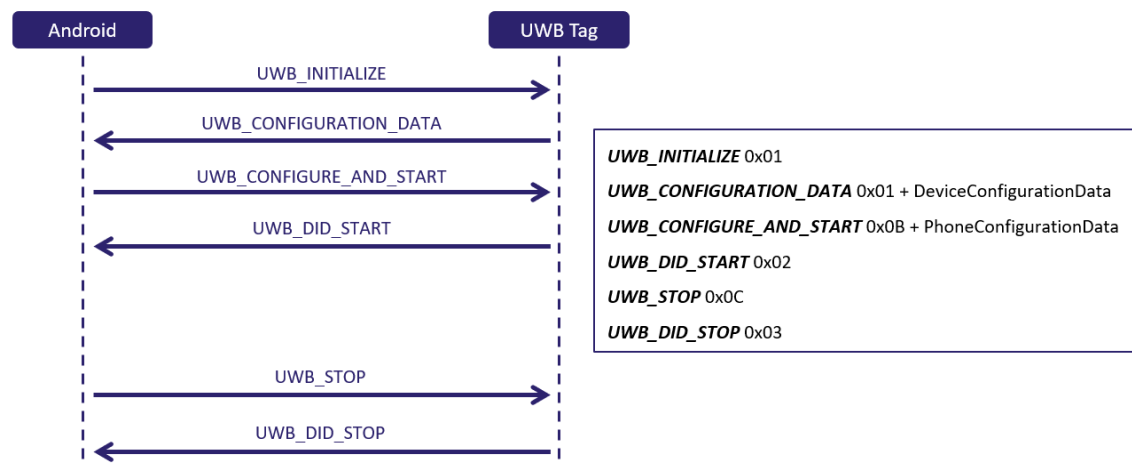 Android
UWB Tag
UWB_INITIALIZE
UWB_CONFIGURATION_DATA
UWB_CONFIGURE_AND_START
UWB_DID_START
UWB_STOP
UWB_DID_STOP
UWB_INITIALIZE 0x01
UWB_CONFIGURATION_DATA 0x01 + DeviceConfigurationData
UWB_CONFIGURE_AND_START 0x0B + PhoneConfigurationData
UWB_DID_START 0x02
UWB_STOP 0x0C
UWB_DID_STOP 0x03